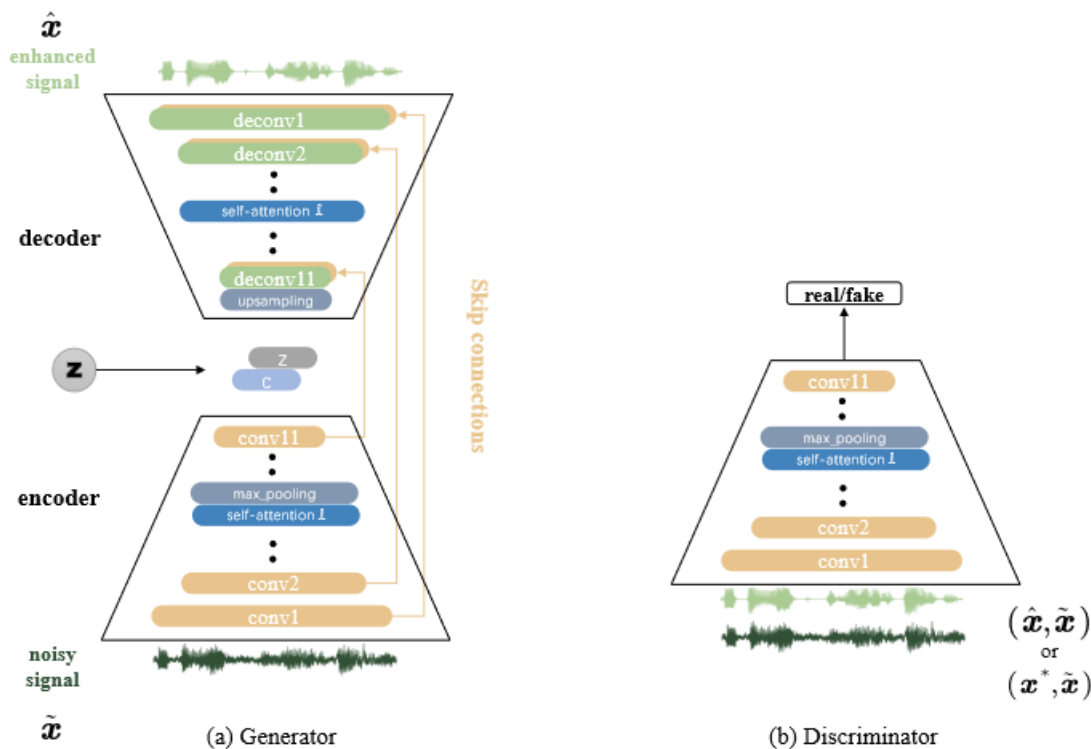 x̂
enhanced
signal
deconv1
deconv2
self-attention l
decoder
deconv11
upsampling
z
Z
C
Skip connections
conv11
max_pooling
self-attention l
encoder
conv2
conv1
noisy
signal
x̃
(a) Generator
real/fake
conv11
max_pooling
self-attention l
conv2
conv1
(x̂, x̃)
or
(x*, x̃)
(b) Discriminator